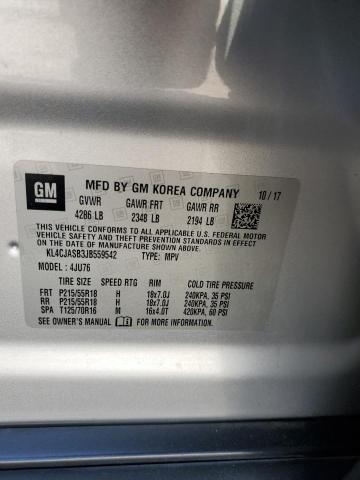 GM
MFD BY GM KOREA COMPANY 10/17
GVWR GAWR FRT GAWR RR
4286 LB 2348 LB 2194 LB
THIS VEHICLE CONFORMS TO ALL APPLICABLE U.S. FEDERAL MOTOR
VEHICLE SAFETY AND THEFT PREVENTION STANDARDS IN EFFECT ON
THE DATE OF MANUFACTURE SHOWN ABOVE.
KL4CJASB3JB559542 TYPE: MPV
MODEL : 4JU76
TIRE SIZE SPEED RTG RIM COLD TIRE PRESSURE
FRT P215/55R18 H 18x7.0J 240KPA, 35 PSI
RR P215/55R18 H 18x7.0J 240KPA, 35 PSI
SPA T125/70R16 M 16x4.0T 420KPA, 60 PSI
SEE OWNER'S MANUAL FOR MORE INFORMATION